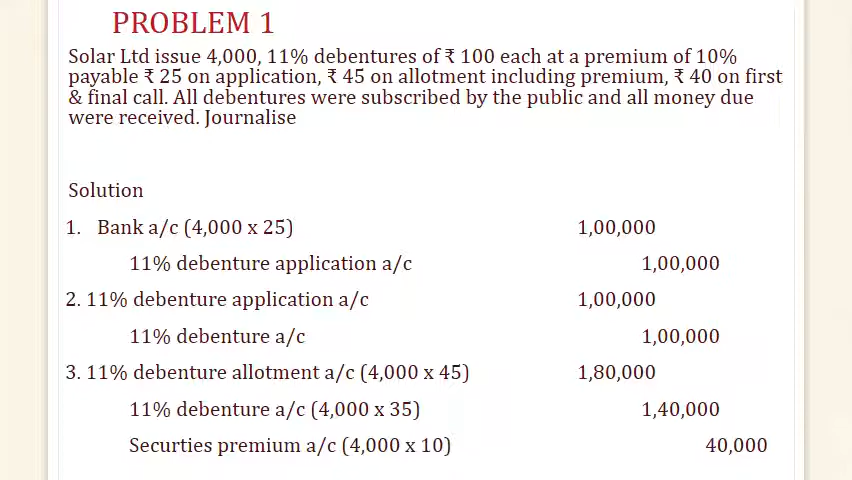 PROBLEM 1
Solar Ltd issue 4,000, 11% debentures of ₹ 100 each at a premium of 10%
payable ₹ 25 on application, ₹ 45 on allotment including premium, ₹ 40 on first
& final call. All debentures were subscribed by the public and all money due
were received. Journalise
Solution
1. Bank a/c (4,000 x 25) 1,00,000
11% debenture application a/c 1,00,000
2. 11% debenture application a/c 1,00,000
11% debenture a/c 1,00,000
3. 11% debenture allotment a/c (4,000 x 45) 1,80,000
11% debenture a/c (4,000 x 35) 1,40,000
Securties premium a/c (4,000 x 10) 40,000